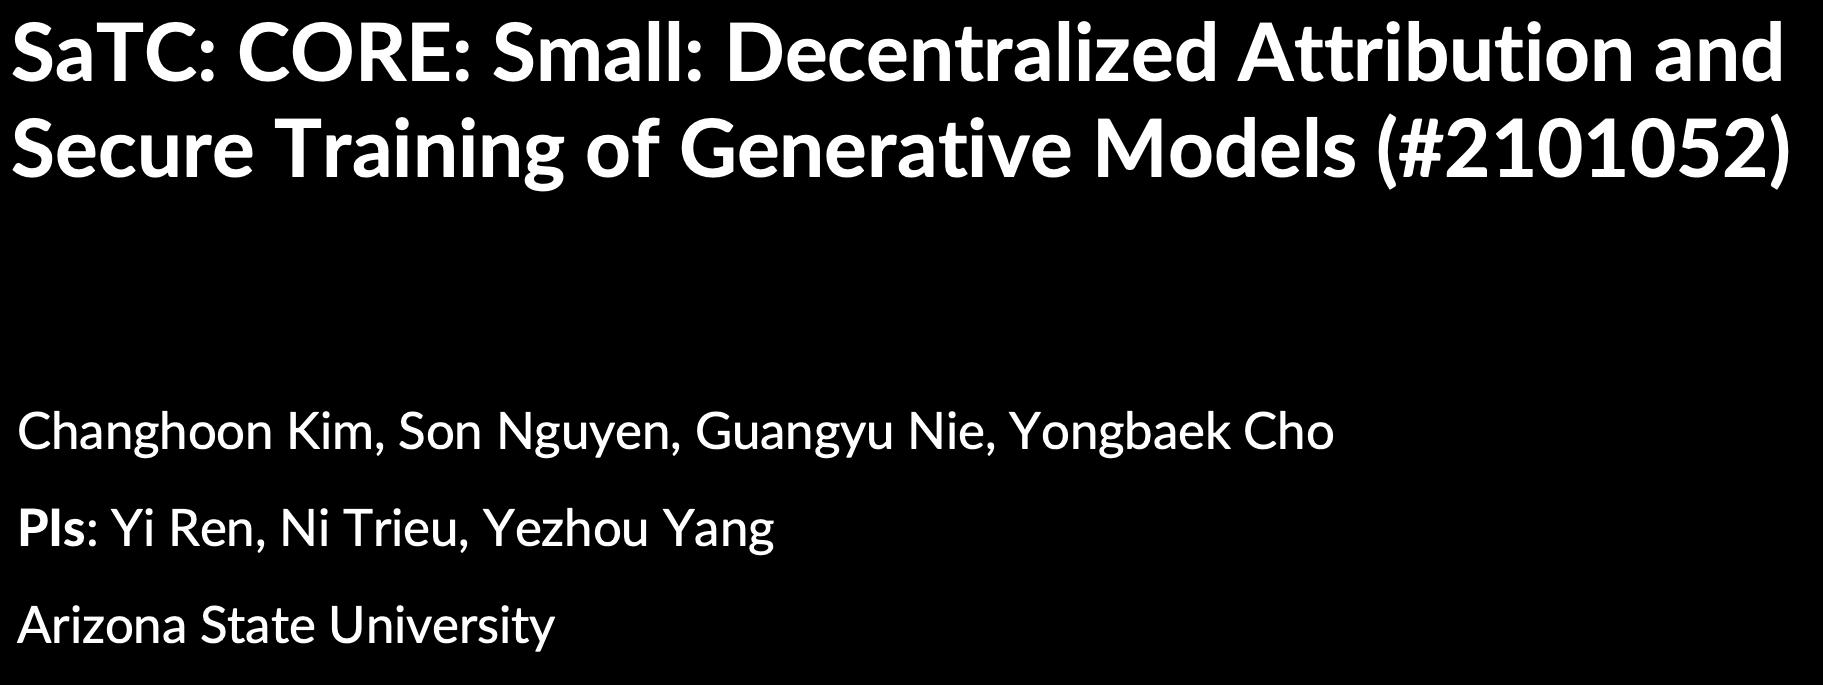 SaTC: CORE: Small: Decentralized Attribution and
Secure Training of Generative Models (#2101052)
Changhoon Kim, Son Nguyen, Guangyu Nie, Yongbaek Cho
PIs: Yi Ren, Ni Trieu, Yezhou Yang
Arizona State University